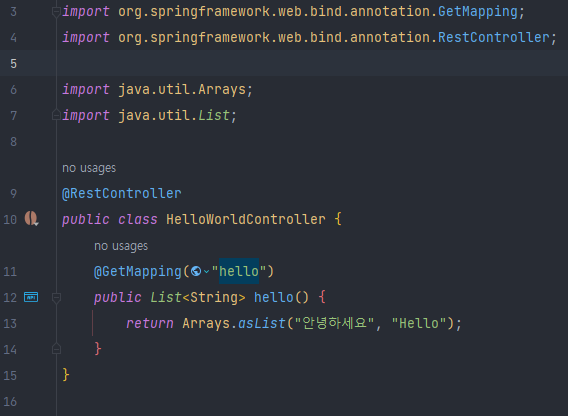 3 import org.springframework.web.bind.annotation.GetMapping;
4 import org.springframework.web.bind.annotation.RestController;
5
6 import java.util.Arrays;
7 import java.util.List;
8
no usages
9 @RestController
10 public class HelloWorldController {
no usages
11 @GetMapping("hello")
12 public List<String> hello() {
13 return Arrays.asList("안녕하세요", "Hello");
14 }
15 }
16